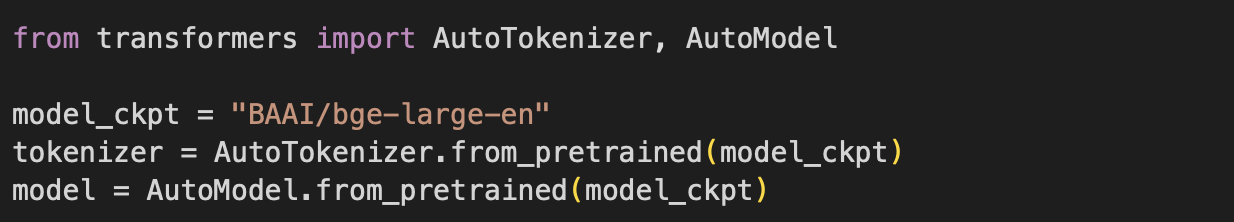 from transformers import AutoTokenizer, AutoModel
model_ckpt = "BAAI/bge-large-en"
tokenizer = AutoTokenizer.from_pretrained(model_ckpt)
model = AutoModel.from_pretrained(model_ckpt)